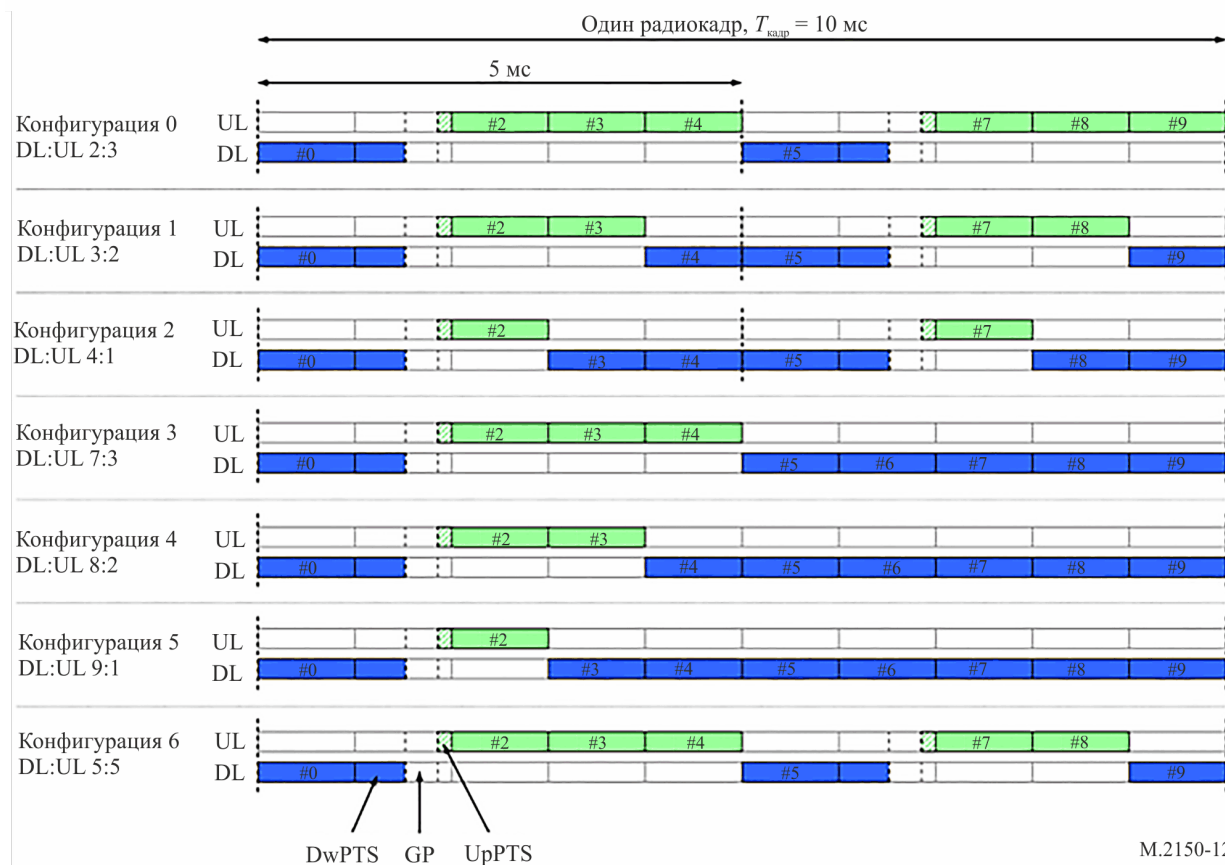 Один радиокадр, Tкадр = 10 мс
5 мс
Конфигурация 0
DL:UL 2:3
UL #2 #3 #4 #7 #8 #9
DL #0 #5
Конфигурация 1
DL:UL 3:2
UL #2 #3 #7 #8
DL #0 #4 #5 #9
Конфигурация 2
DL:UL 4:1
UL #2 #7
DL #0 #3 #4 #5 #8 #9
Конфигурация 3
DL:UL 7:3
UL #2 #3 #4
DL #0 #5 #6 #7 #8 #9
Конфигурация 4
DL:UL 8:2
UL #2 #3
DL #0 #4 #5 #6 #7 #8 #9
Конфигурация 5
DL:UL 9:1
UL #2
DL #0 #3 #4 #5 #6 #7 #8 #9
Конфигурация 6
DL:UL 5:5
UL #2 #3 #4 #7 #8
DL #0 #5 #9
DwPTS GP UpPTS
M.2150-12